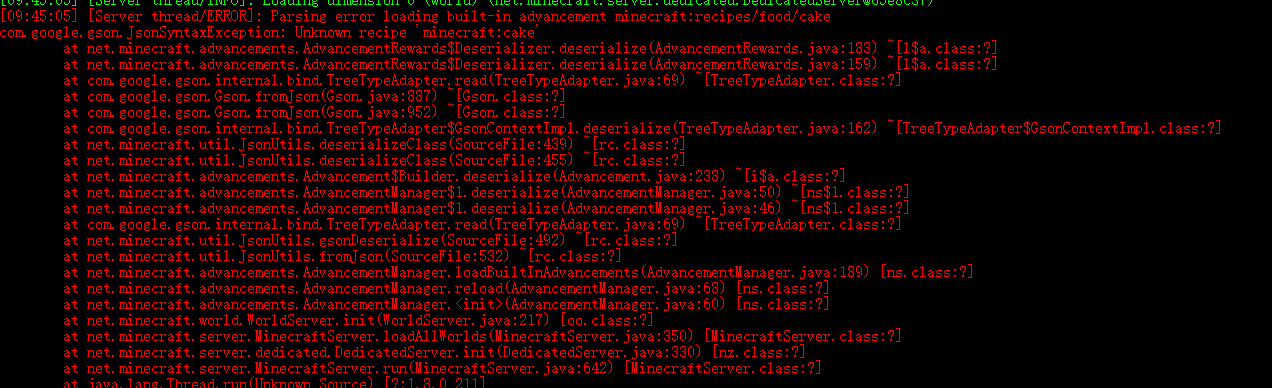 [09:45:05] [Server thread/INFO]: Loading dimension 0 (world) (net.minecraft.server.dedicated.DedicatedServer@63e8c57)
[09:45:05] [Server thread/ERROR]: Parsing error loading built-in advancement minecraft:recipes/food/cake
com.google.gson.JsonSyntaxException: Unknown recipe 'minecraft:cake'
at net.minecraft.advancements.AdvancementRewards$Deserializer.deserialize(AdvancementRewards.java:183) ~[l$a.class:?]
at net.minecraft.advancements.AdvancementRewards$Deserializer.deserialize(AdvancementRewards.java:159) ~[l$a.class:?]
at com.google.gson.internal.bind.TreeTypeAdapter.read(TreeTypeAdapter.java:69) ~[TreeTypeAdapter.class:?]
at com.google.gson.Gson.fromJson(Gson.java:887) ~[Gson.class:?]
at com.google.gson.Gson.fromJson(Gson.java:952) ~[Gson.class:?]
at com.google.gson.internal.bind.TreeTypeAdapter$GsonContextImpl.deserialize(TreeTypeAdapter.java:162) ~[TreeTypeAdapter$GsonContextImpl.class:?]
at net.minecraft.util.JsonUtils.deserializeClass(SourceFile:439) ~[rc.class:?]
at net.minecraft.util.JsonUtils.deserializeClass(SourceFile:455) ~[rc.class:?]
at net.minecraft.advancements.Advancement$Builder.deserialize(Advancement.java:238) ~[i$a.class:?]
at net.minecraft.advancements.AdvancementManager$1.deserialize(AdvancementManager.java:50) ~[ns$1.class:?]
at net.minecraft.advancements.AdvancementManager$1.deserialize(AdvancementManager.java:46) ~[ns$1.class:?]
at com.google.gson.internal.bind.TreeTypeAdapter.read(TreeTypeAdapter.java:69) ~[TreeTypeAdapter.class:?]
at net.minecraft.util.JsonUtils.gsonDeserialize(SourceFile:492) ~[rc.class:?]
at net.minecraft.util.JsonUtils.fromJson(SourceFile:532) ~[rc.class:?]
at net.minecraft.advancements.AdvancementManager.loadBuiltInAdvancements(AdvancementManager.java:189) [ns.class:?]
at net.minecraft.advancements.AdvancementManager.reload(AdvancementManager.java:68) [ns.class:?]
at net.minecraft.advancements.AdvancementManager.<init>(AdvancementManager.java:60) [ns.class:?]
at net.minecraft.world.WorldServer.init(WorldServer.java:217) [oo.class:?]
at net.minecraft.server.MinecraftServer.loadAllWorlds(MinecraftServer.java:350) [MinecraftServer.class:?]
at net.minecraft.server.dedicated.DedicatedServer.init(DedicatedServer.java:330) [nz.class:?]
at net.minecraft.server.MinecraftServer.run(MinecraftServer.java:642) [MinecraftServer.class:?]
at java.lang.Thread.run(Unknown Source) [?:1.8.0_211]